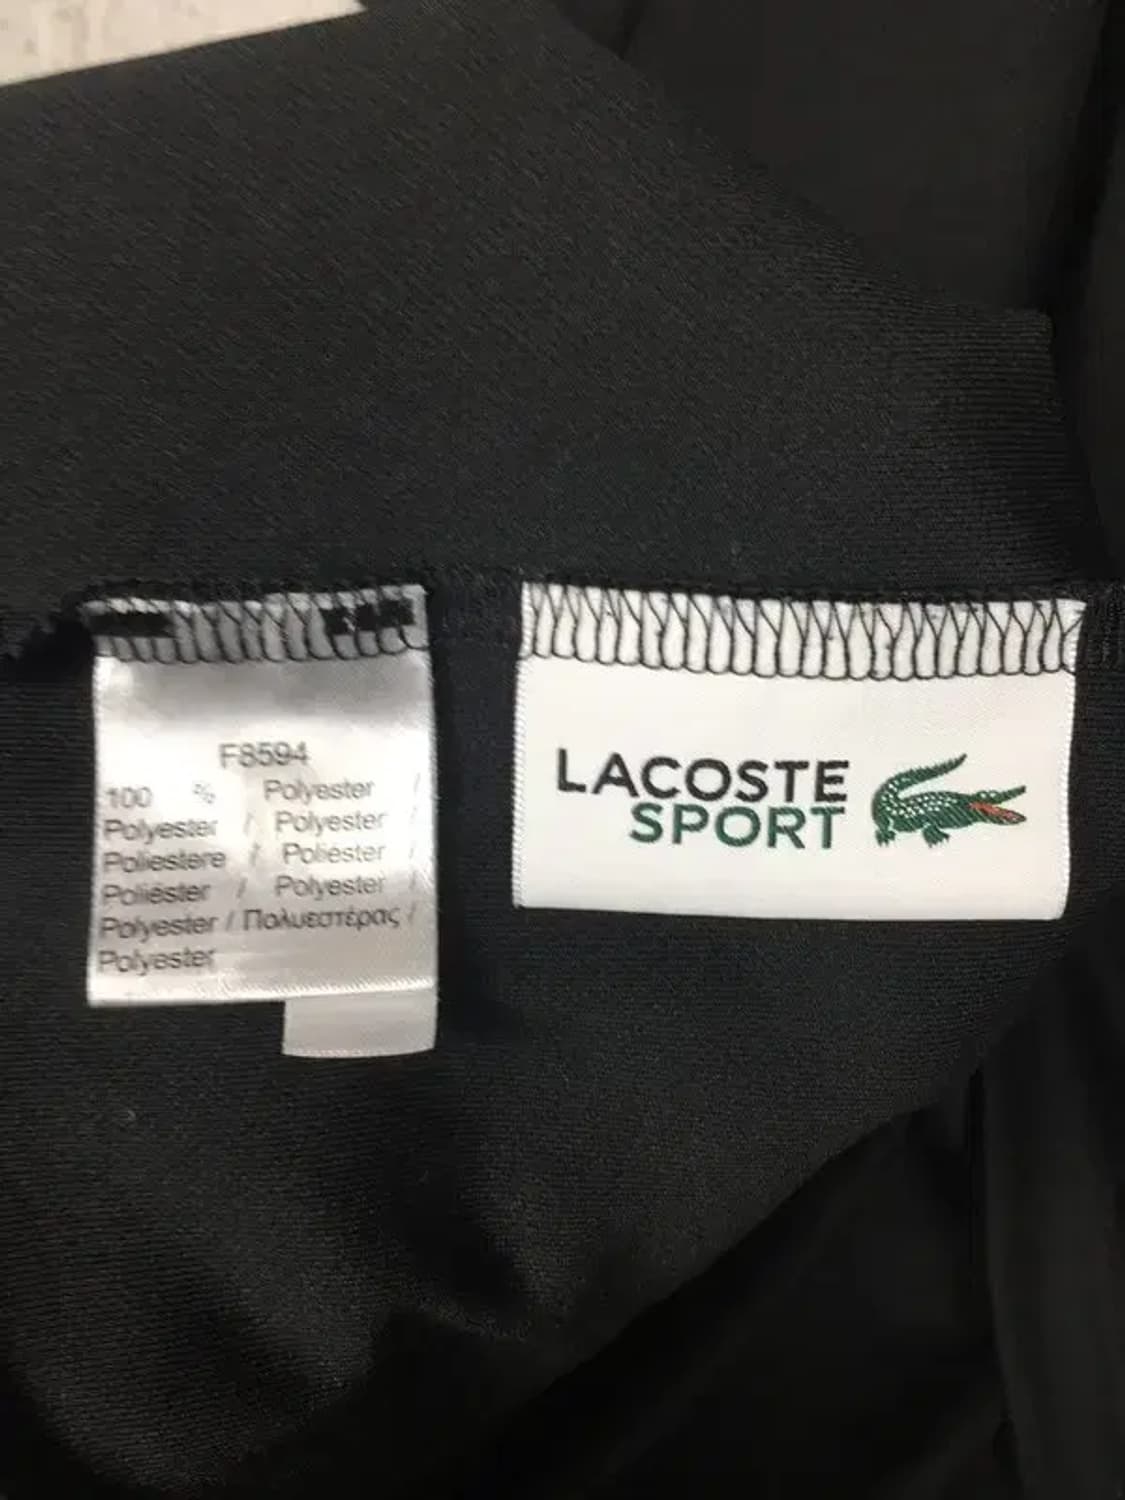 F8594
100 % Polyester /
Polyester / Polyester /
Poliestere / Poliéster /
Poliéster / Polyester /
Polyester / Πολυεστέρας /
Polyester
LACOSTE
SPORT